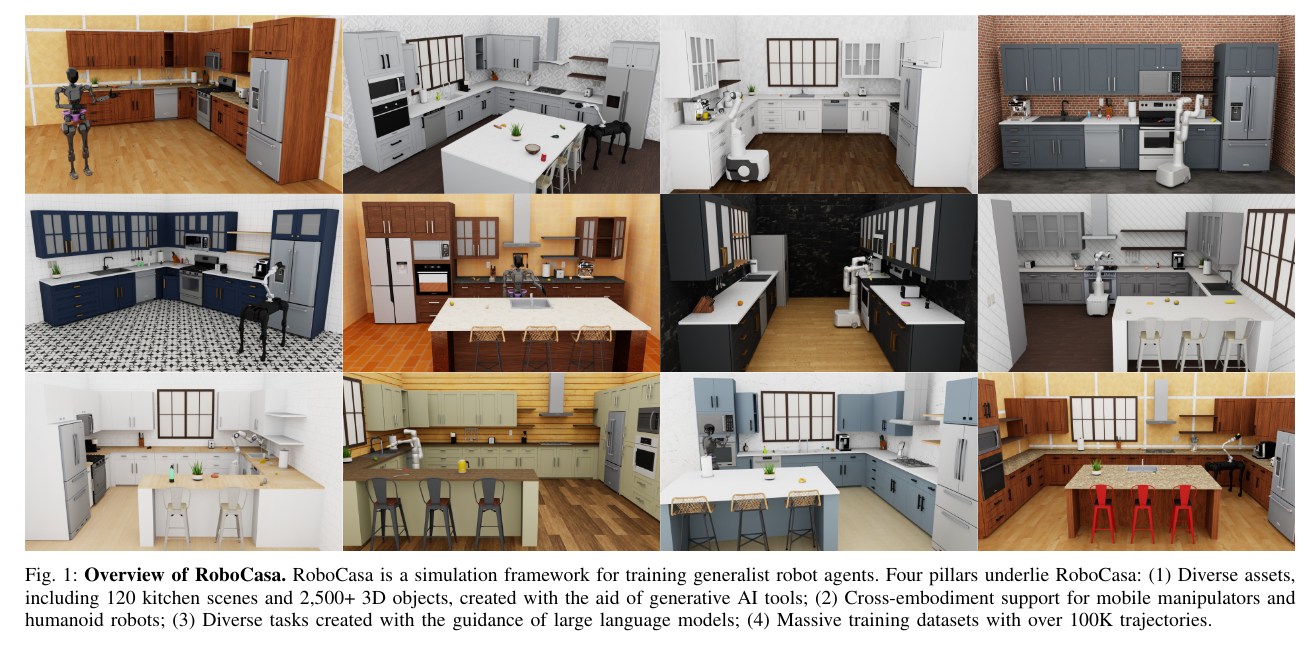 Fig. 1: Overview of RoboCasa. RoboCasa is a simulation framework for training generalist robot agents. Four pillars underlie RoboCasa: (1) Diverse assets,
including 120 kitchen scenes and 2,500+ 3D objects, created with the aid of generative AI tools; (2) Cross-embodiment support for mobile manipulators and
humanoid robots; (3) Diverse tasks created with the guidance of large language models; (4) Massive training datasets with over 100K trajectories.